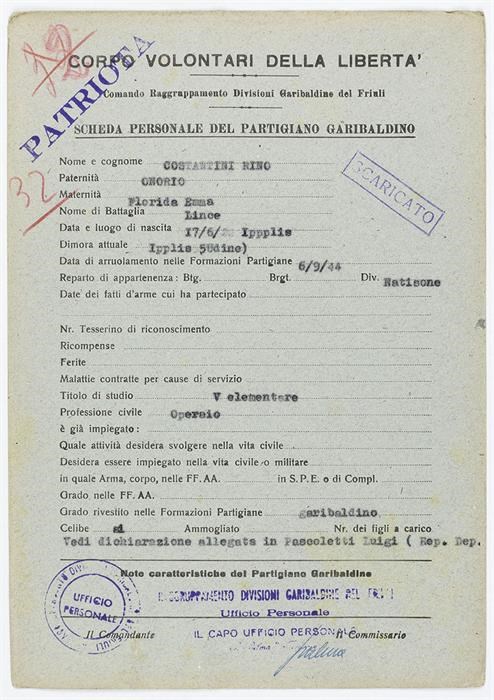 CORPO VOLONTARI DELLA LIBERTA'
PATRIOTA
Comando Raggruppamento Divisioni Garibaldine del Friuli
SCHEDA PERSONALE DEL PARTIGIANO GARIBALDINO
32
SCARICATO
Nome e cognome COSTANTINI RINO
Paternità ONORIO
Maternità Florida Emma
Nome di Battaglia Lince
Data e luogo di nascita 17/6/ Ippplis
Dimora attuale Ipplis 5Udine)
Data di arruolamento nelle Formazioni Partigiane 6/9/44
Reparto di appartenenza: Btg. Brgt. Div. Natisone
Date dei fatti d'arme cui ha partecipato
Nr. Tesserino di riconoscimento
Ricompense
Ferite
Malattie contratte per cause di servizio
Titolo di studio V elementare
Professione civile Operaio
è già impiegato:
Quale attività desidera svolgere nella vita civile
Desidera essere impiegato nella vita civile o militare
in quale Arma, corpo, nelle FF. AA. in S. P. E. o di Compl.
Grado nelle FF. AA.
Grado rivestito nelle Formazioni Partigiane garibaldino
Celibe si Ammogliato Nr. dei figli a carico
Vedi dichiarazione allegata in Pascoletti Luigi ( Rep. Dep.
Note caratteristiche del Partigiano Garibaldino
RAGGRUPPAMENTO DIVISIONI GARIBALDINE DEL FRIULI
Ufficio Personale
UFFICIO
PERSONALE
Il Comandante IL CAPO UFFICIO PERSONALE Il Commissario